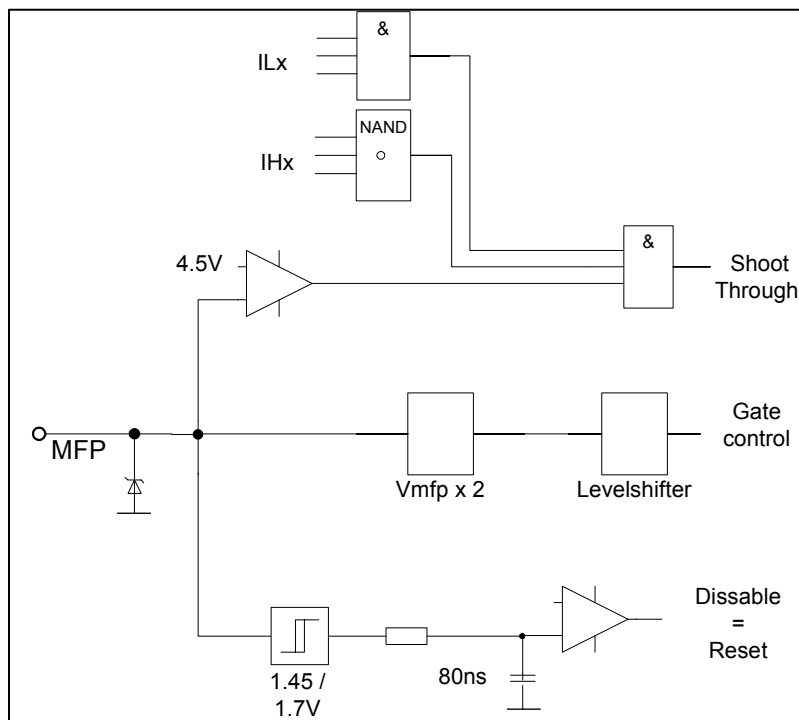 &
ILx
NAND
IHx
&
4.5V
Shoot
Through
MFP
Gate
control
Vmfp x 2
Levelshifter
Dissable
=
Reset
80ns
1.45 /
1.7V